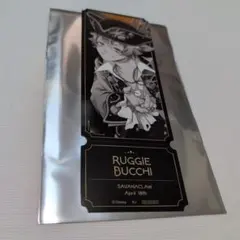 RUGGIE
BUCCHI
SAVANACLAW
April 18th